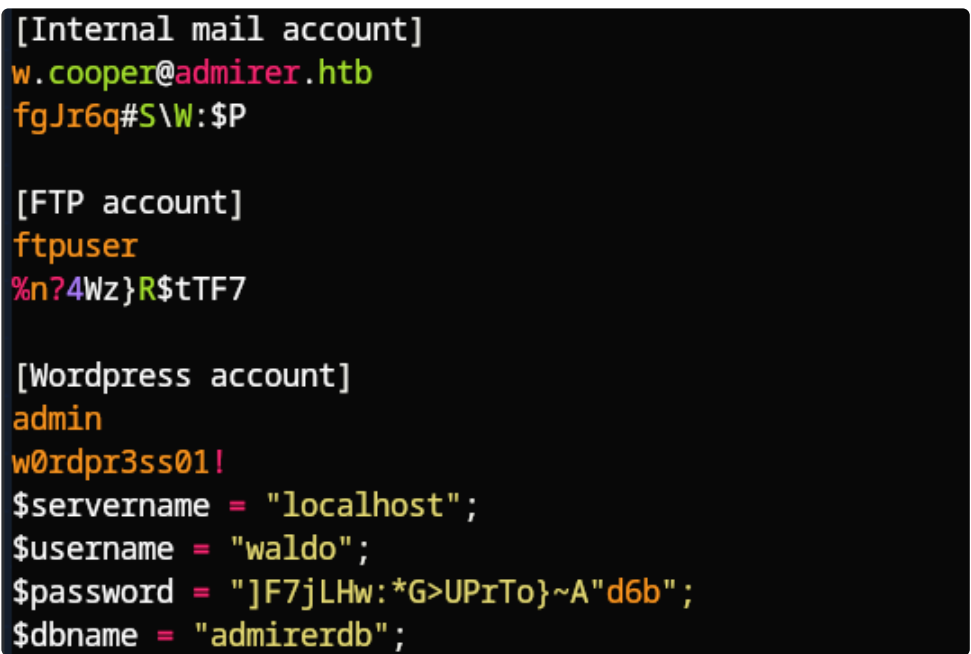 [Internal mail account]
w.cooper@admirer.htb
fgJr6q#S\W:$P
[FTP account]
ftpuser
%n?4Wz}R$tTF7
[Wordpress account]
admin
w0rdpr3ss01!
$servername = "localhost";
$username = "waldo";
$password = "]F7jLHw:*G>UPrTo}~A"d6b";
$dbname = "admirerdb";